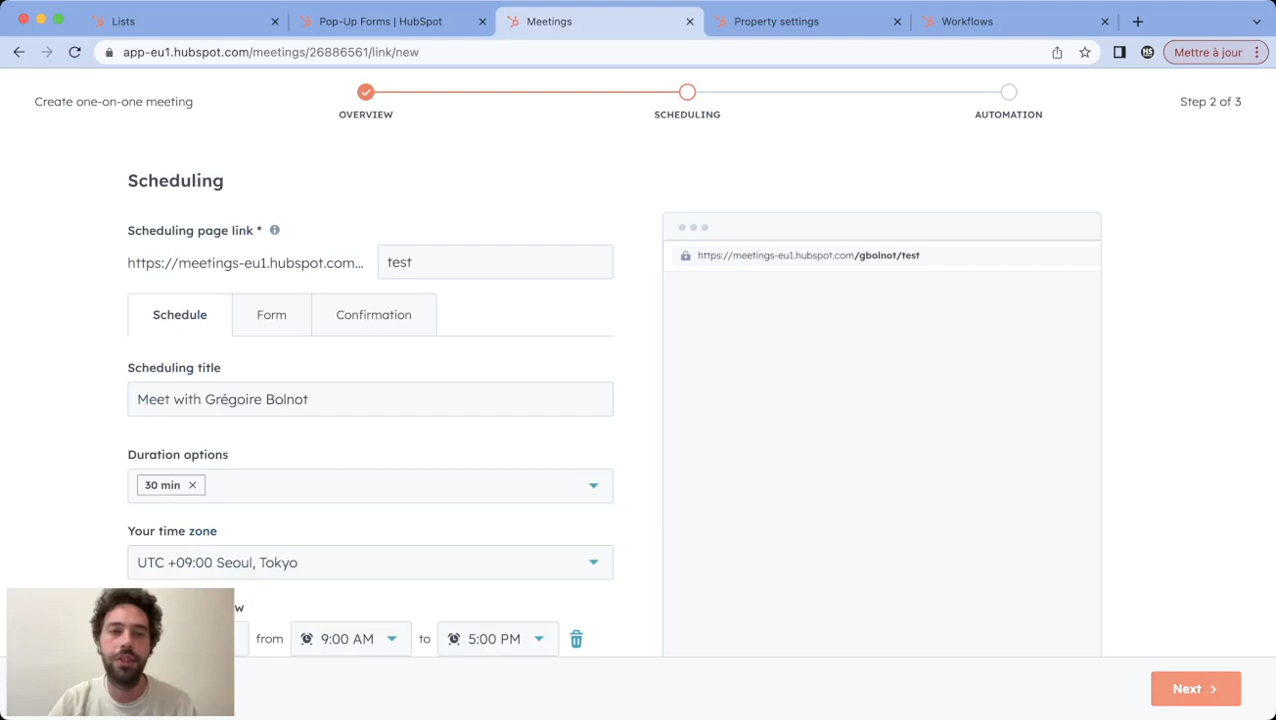 Lists
Pop-Up Forms | HubSpot
Meetings
Property settings
Workflows
app-eu1.hubspot.com/meetings/26886561/link/new
HS
Mettre à jour
Create one-on-one meeting
OVERVIEW
SCHEDULING
AUTOMATION
Step 2 of 3
Scheduling
Scheduling page link *
https://meetings-eu1.hubspot.com...
test
https://meetings-eu1.hubspot.com/gbolnot/test
Schedule
Form
Confirmation
Scheduling title
Meet with Grégoire Bolnot
Duration options
30 min
Your time zone
UTC +09:00 Seoul, Tokyo
w
from
9:00 AM
to
5:00 PM
Next